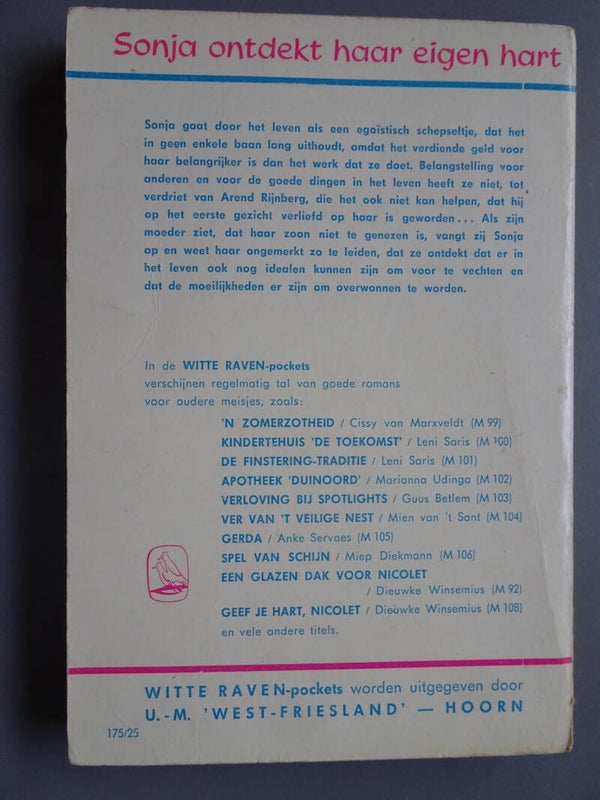 Sonja ontdekt haar eigen hart
Sonja gaat door het leven als een egoïstisch schepseltje, dat het
in geen enkele baan lang uithoudt, omdat het verdiende geld voor
haar belangrijker is dan het werk dat ze doet. Belangstelling voor
anderen en voor de goede dingen in het leven heeft ze niet, tot
verdriet van Arend Rijnberg, die het ook niet kan helpen, dat hij
op het eerste gezicht verliefd op haar is geworden... Als zijn
moeder ziet, dat haar zoon niet te genezen is, vangt zij Sonja
op en weet haar ongemerkt zo te leiden, dat ze ontdekt dat er in
het leven ook nog idealen kunnen zijn om voor te vechten en
dat de moeilijkheden er zijn om overwonnen te worden.
In de WITTE RAVEN-pockets
verschijnen regelmatig tal van goede romans
voor oudere meisjes, zoals:
'N ZOMERZOTHEID / Cissy van Marxveldt (M 99)
KINDERTEHUIS 'DE TOEKOMST' / Leni Saris (M 100)
DE FINSTERING-TRADITIE / Leni Saris (M 101)
APOTHEEK 'DUINOORD' / Marianna Udinga (M 102)
VERLOVING BIJ SPOTLIGHTS / Guus Betlem (M 103)
VER VAN 'T VEILIGE NEST / Mien van 't Sant (M 104)
GERDA / Anke Servaes (M 105)
SPEL VAN SCHIJN / Miep Diekmann (M 106)
EEN GLAZEN DAK VOOR NICOLET
/ Dieuwke Winsemius (M 92)
GEEF JE HART, NICOLET / Dieuwke Winsemius (M 108)
en vele andere titels.
WITTE RAVEN-pockets worden uitgegeven door
U.-M. 'WEST-FRIESLAND' — HOORN
175/25